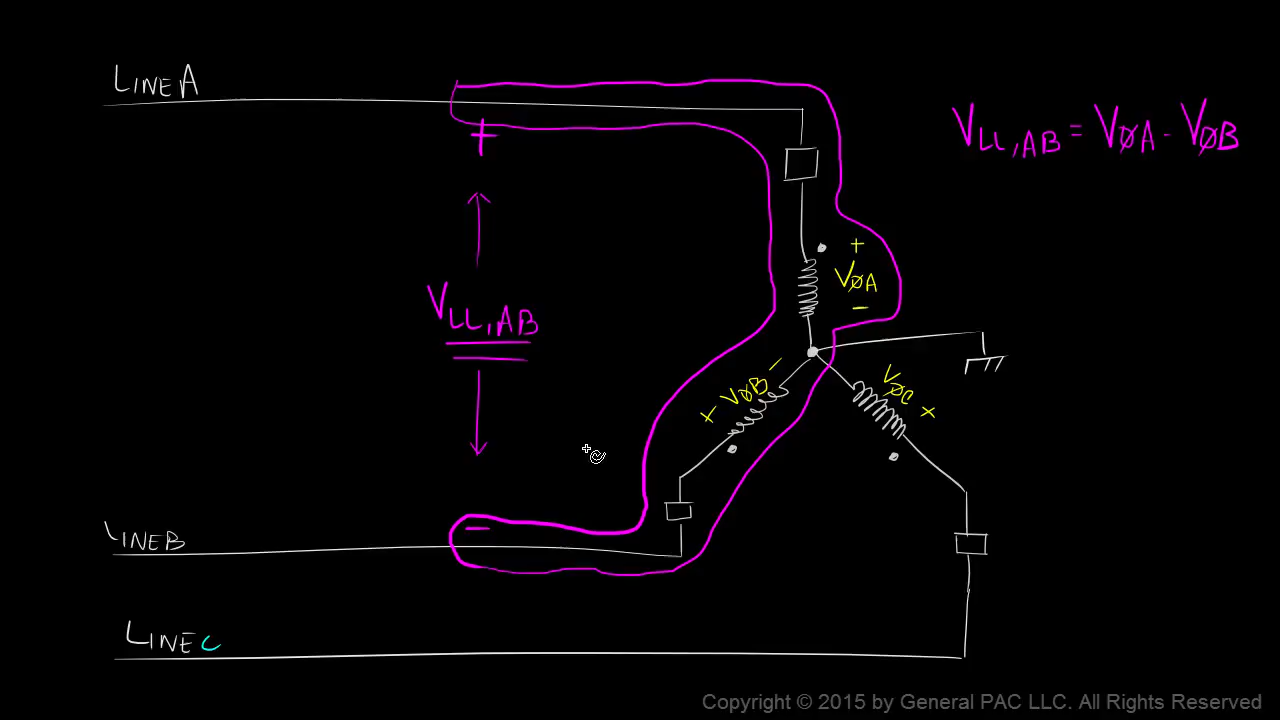 LINE A
VLL,AB = VØA - VØB
+
+
VØA
-
VLL,AB
+ VØB -
VØC +
-
LINE B
LINE C
Copyright © 2015 by General PAC LLC. All Rights Reserved